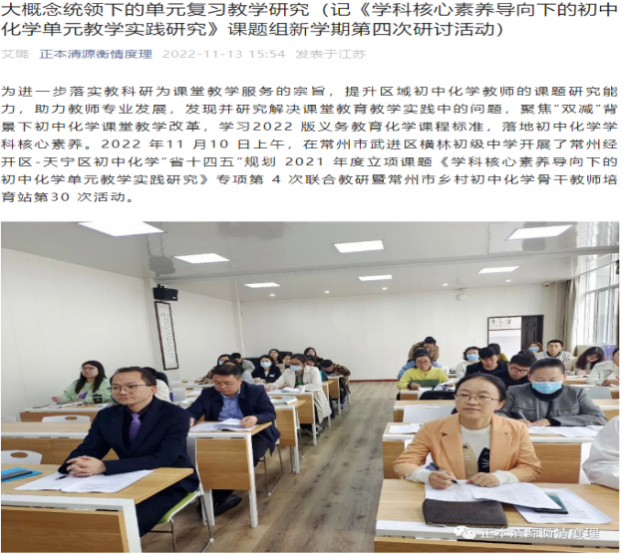 大概念统领下的单元复习教学研究（记《学科核心素养导向下的初中
化学单元教学实践研究》课题组新学期第四次研讨活动）
艾璐 正本清源衡情度理 2022-11-13 15:54 发表于江苏
为进一步落实教科研为课堂教学服务的宗旨，提升区域初中化学教师的课题研究能
力，助力教师专业发展，发现并研究解决课堂教育教学实践中的问题，聚焦“双减”背
景下初中化学课堂教学改革，学习2022 版义务教育化学课程标准，落地初中化学学
科核心素养。2022 年11 月10 日上午，在常州市武进区横林初级中学开展了常州经
开区-天宁区初中化学“省十四五”规划 2021 年度立项课题《学科核心素养导向下的
初中化学单元教学实践研究》专项第 4 次联合教研暨常州市乡村初中化学骨干教师培
育站第30 次活动。
正本清源衡情度理